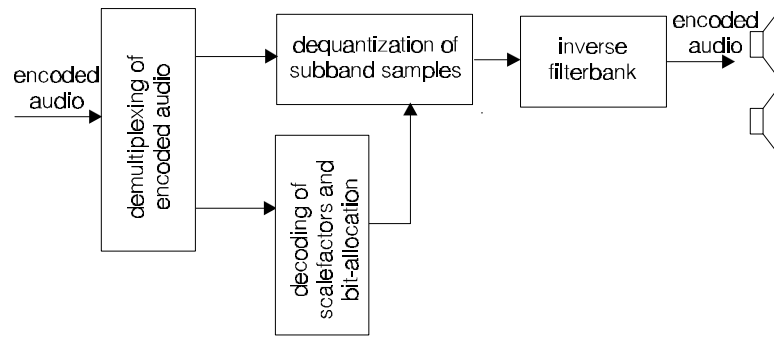 encoded
audio
demultiplexing of
encoded audio
dequantization of
subband samples
decoding of
scalefactors and
bit-allocation
inverse
filterbank
encoded
audio